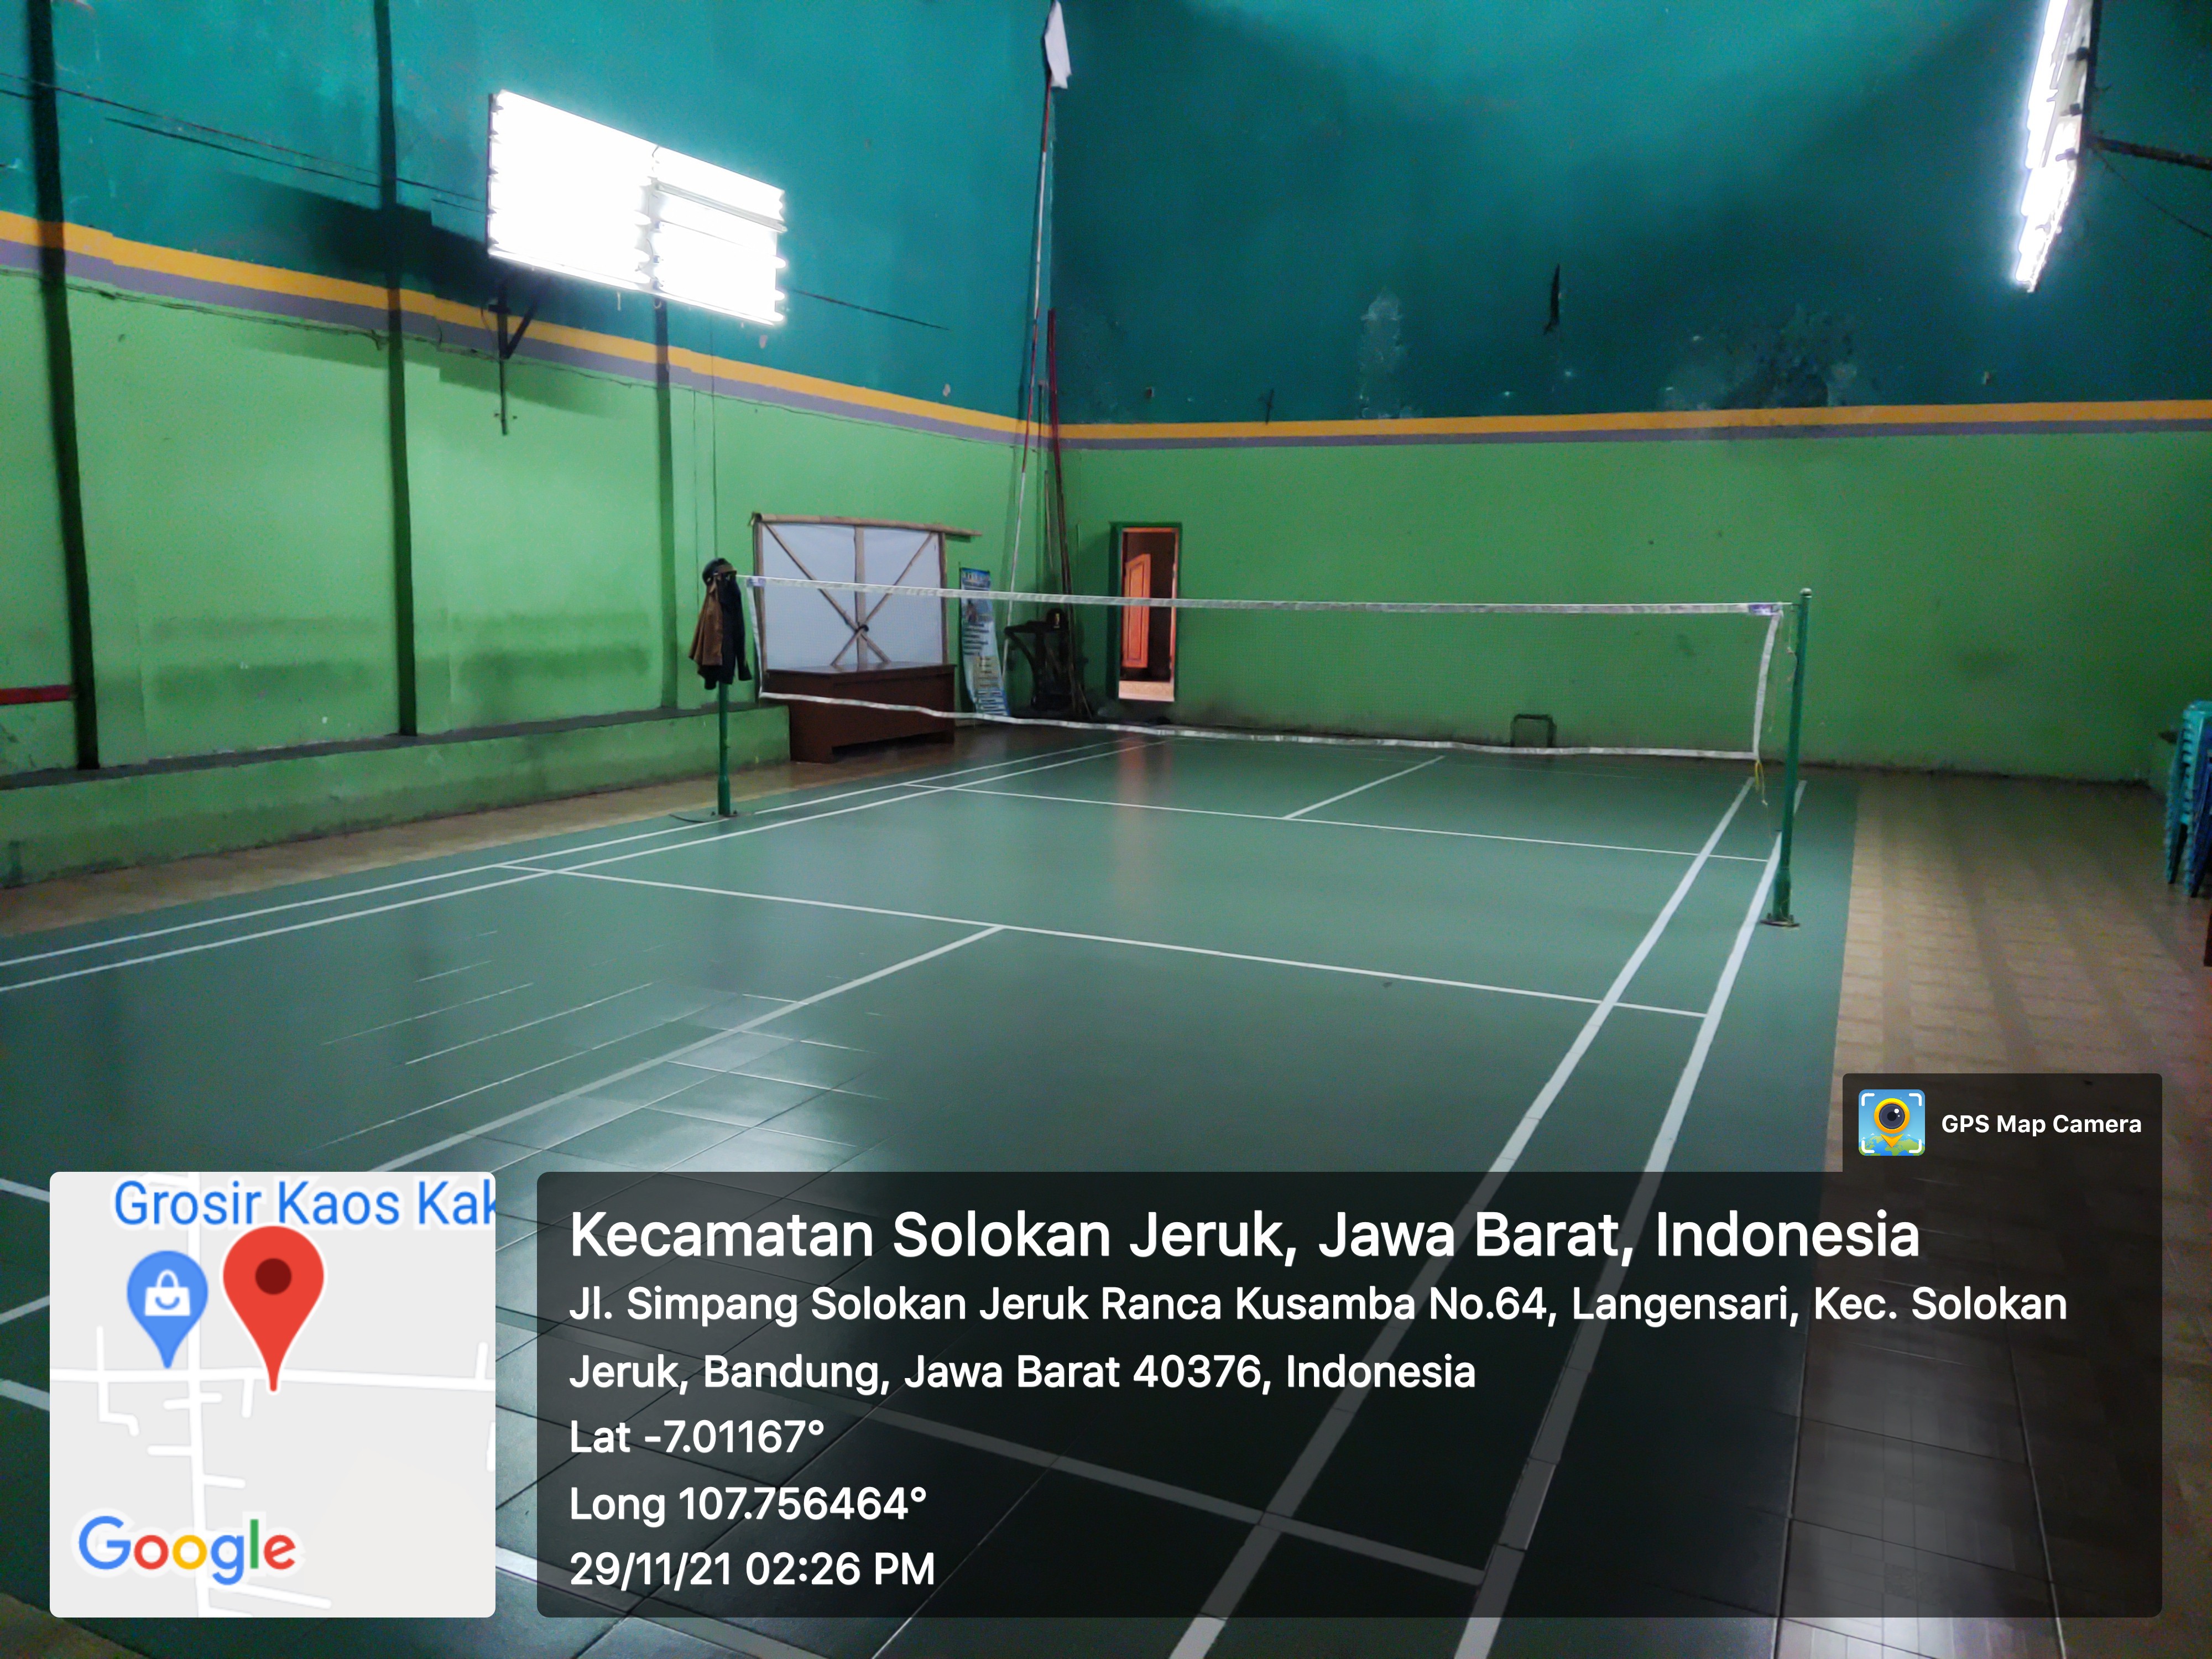 GPS Map Camera
Grosir Kaos Kak
Google
Kecamatan Solokan Jeruk, Jawa Barat, Indonesia
Jl. Simpang Solokan Jeruk Ranca Kusamba No.64, Langensari, Kec. Solokan
Jeruk, Bandung, Jawa Barat 40376, Indonesia
Lat -7.01167°
Long 107.756464°
29/11/21 02:26 PM